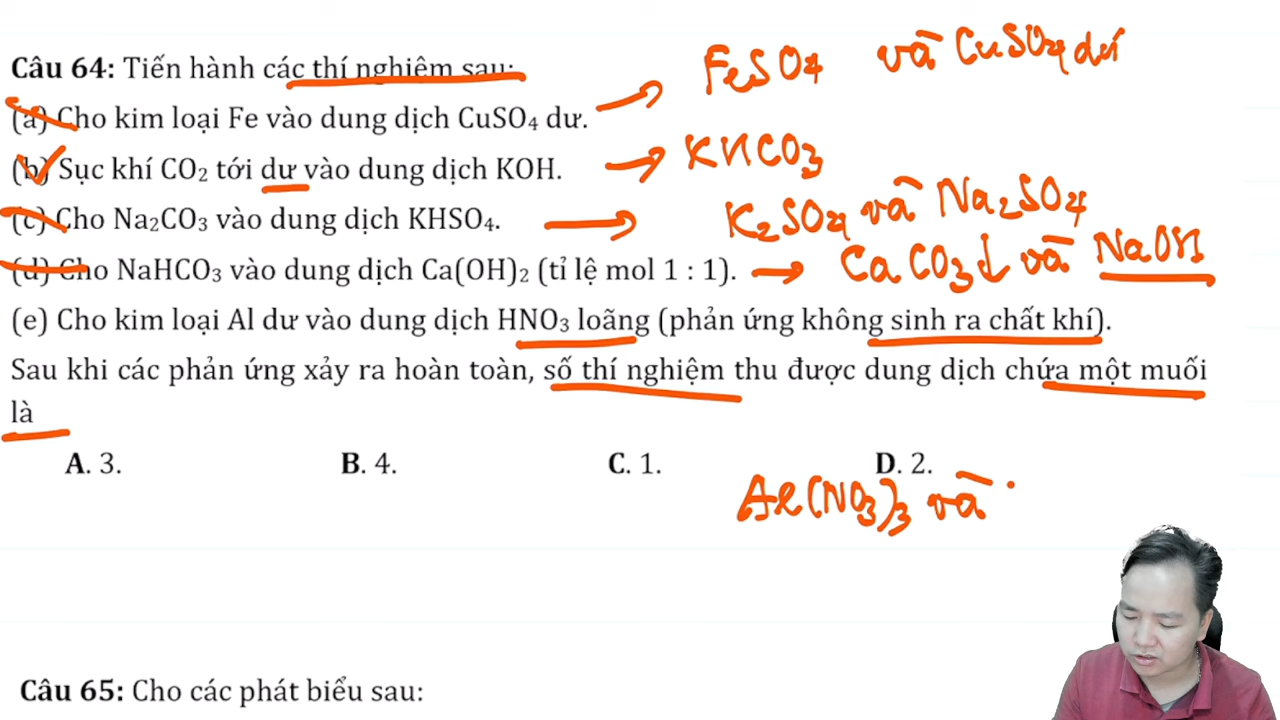 Câu 64: Tiến hành các thí nghiệm sau:
FeSO4 và CuSO4 dư
(a) Cho kim loại Fe vào dung dịch CuSO₄ dư.
(b) Sục khí CO₂ tới dư vào dung dịch KOH. → KHCO3
(c) Cho Na₂CO₃ vào dung dịch KHSO₄. → K2SO4 và Na2SO4
(d) Cho NaHCO₃ vào dung dịch Ca(OH)₂ (tỉ lệ mol 1 : 1). → CaCO3↓ và NaOH
(e) Cho kim loại Al dư vào dung dịch HNO₃ loãng (phản ứng không sinh ra chất khí).
Sau khi các phản ứng xảy ra hoàn toàn, số thí nghiệm thu được dung dịch chứa một muối
là
A. 3. B. 4. C. 1. D. 2.
Al(NO3)3 và
Câu 65: Cho các phát biểu sau: